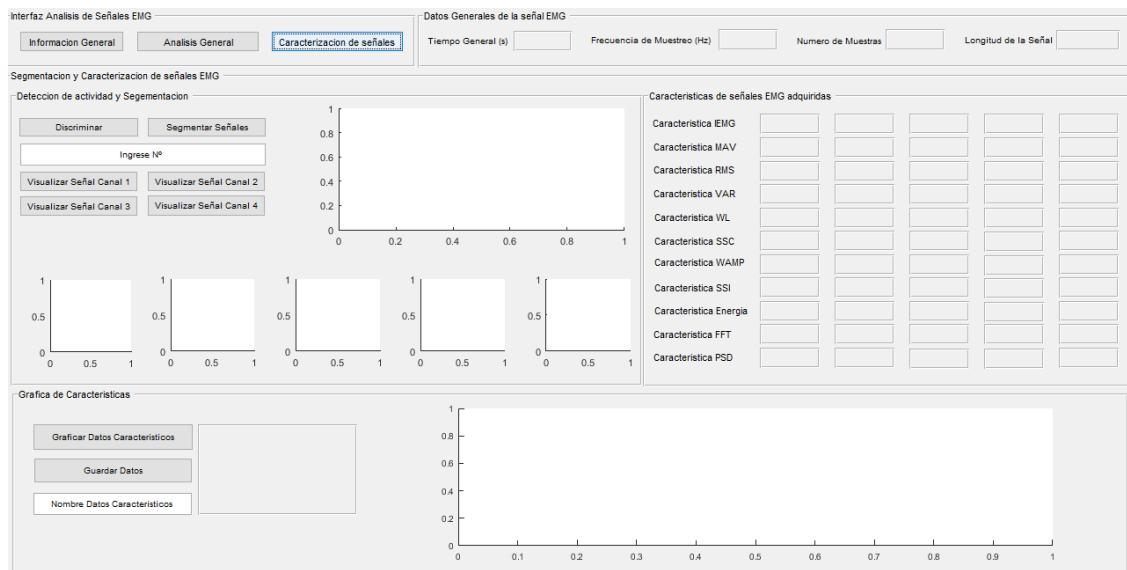 Interfaz Analisis de Señales EMG
Informacion General
Analisis General
Caracterizacion de señales
Datos Generales de la señal EMG
Tiempo General (s)
Frecuencia de Muestreo (Hz)
Numero de Muestras
Longitud de la Señal
Segmentacion y Caracterizacion de señales EMG
Deteccion de actividad y Segementacion
Discriminar
Segmentar Señales
Ingrese Nº
Visualizar Señal Canal 1
Visualizar Señal Canal 2
Visualizar Señal Canal 3
Visualizar Señal Canal 4
1
0.8
0.6
0.4
0.2
0
0 0.2 0.4 0.6 0.8 1
1
0.5
0
0 0.5 1
1
0.5
0
0 0.5 1
1
0.5
0
0 0.5 1
1
0.5
0
0 0.5 1
1
0.5
0
0 0.5 1
Caracteristicas de señales EMG adquiridas
Caracteristica IEMG
Caracteristica MAV
Caracteristica RMS
Caracteristica VAR
Caracteristica WL
Caracteristica SSC
Caracteristica WAMP
Caracteristica SSI
Caracteristica Energia
Caracteristica FFT
Caracteristica PSD
Grafica de Caracteristicas
Graficar Datos Caracteristicos
Guardar Datos
Nombre Datos Caracteristicos
1
0.8
0.6
0.4
0.2
0
0 0.1 0.2 0.3 0.4 0.5 0.6 0.7 0.8 0.9 1